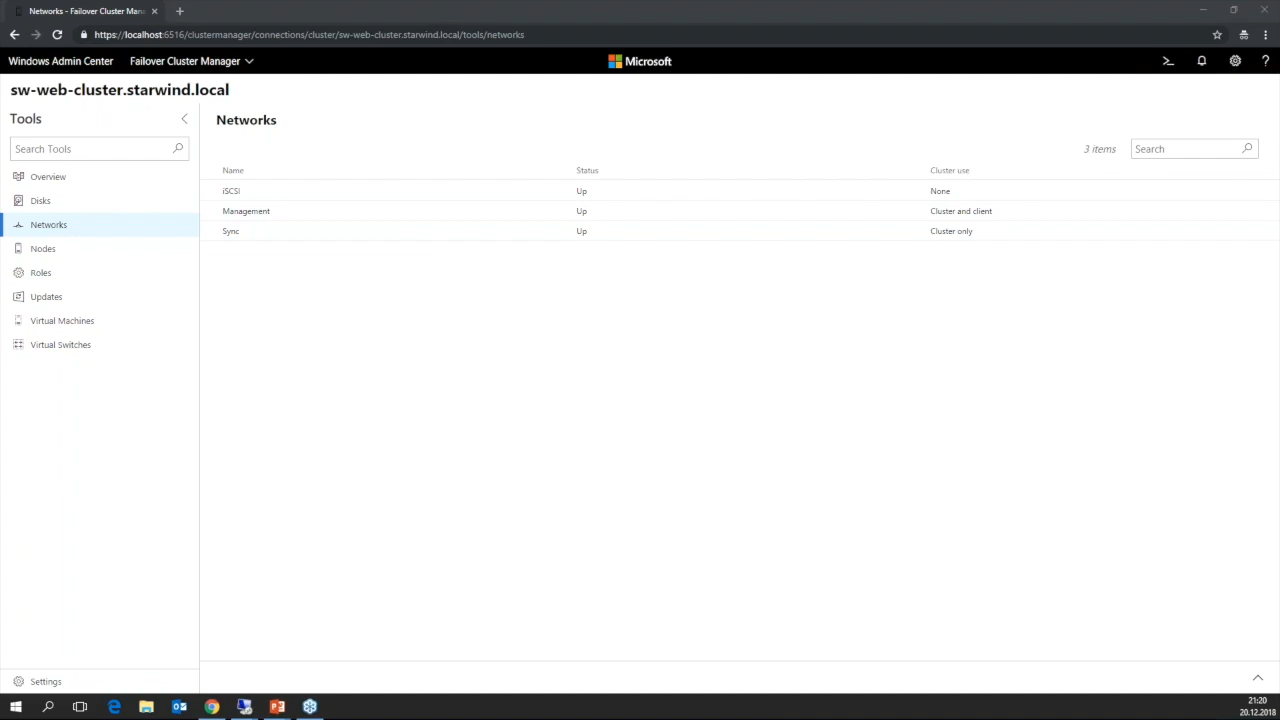 Networks - Failover Cluster Mana
https://localhost:6516/clustermanager/connections/cluster/sw-web-cluster.starwind.local/tools/networks
Windows Admin Center Failover Cluster Manager Microsoft ?
sw-web-cluster.starwind.local
Tools
Search Tools
Overview
Disks
Networks
Nodes
Roles
Updates
Virtual Machines
Virtual Switches
Settings
Networks
3 items Search
Name Status Cluster use
iSCSI Up None
Management Up Cluster and client
Sync Up Cluster only
21:20
20.12.2018